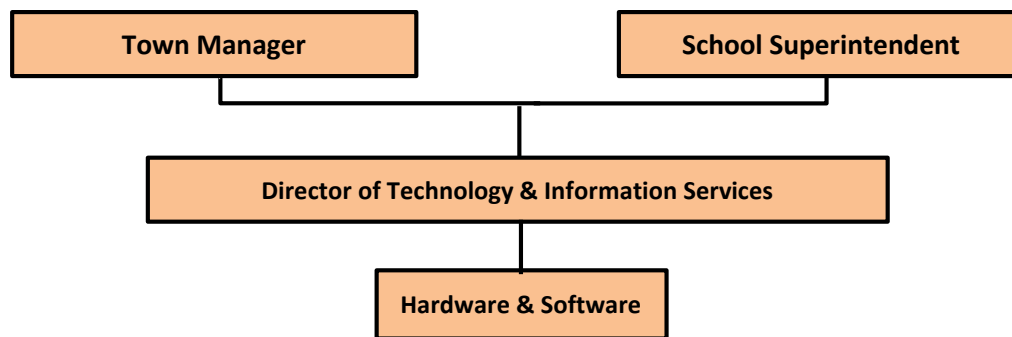 Town Manager
School Superintendent
Director of Technology & Information Services
Hardware & Software